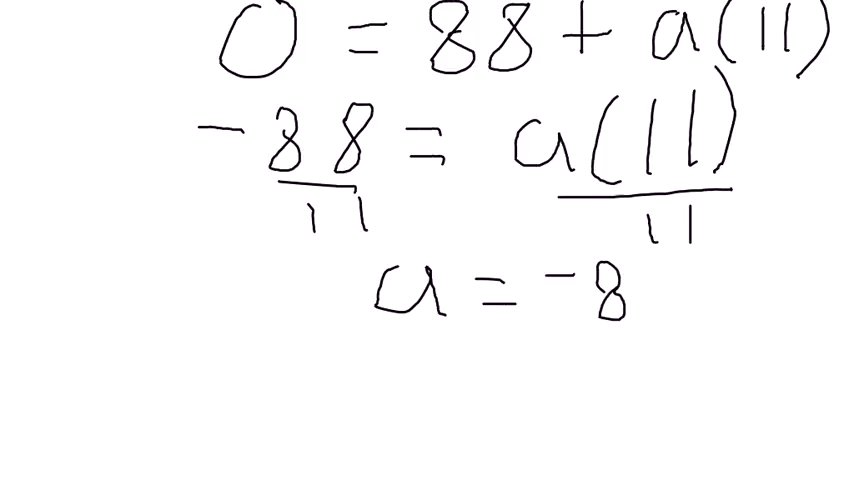 0 = 88 + a(11)
-88 = a(11)
11 11
a = -8